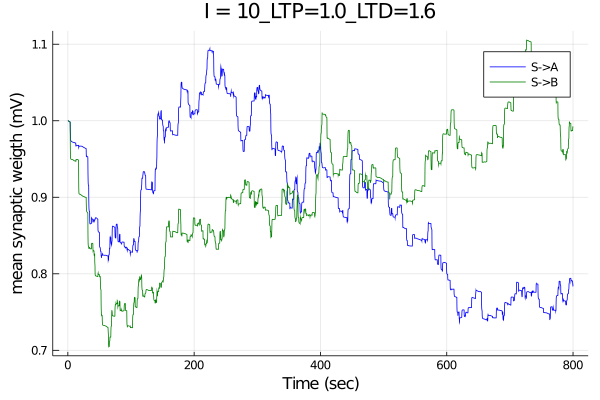 I = 10_LTP=1.0_LTD=1.6
mean synaptic weigth (mV)
1.1
1.0
0.9
0.8
0.7
S->A
S->B
0 200 400 600 800
Time (sec)